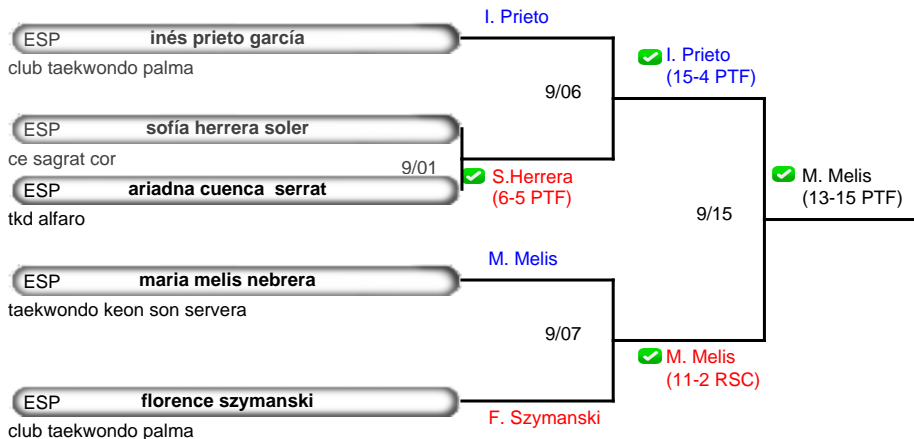 I. Prieto
ESP inés prieto garcía
club taekwondo palma
I. Prieto
(15-4 PTF)
9/06
ESP sofía herrera soler
ce sagrat cor
9/01
S.Herrera
(6-5 PTF)
ESP ariadna cuenca serrat
tkd alfaro
M. Melis
(13-15 PTF)
9/15
M. Melis
ESP maria melis nebrera
taekwondo keon son servera
9/07
M. Melis
(11-2 RSC)
ESP florence szymanski
F. Szymanski
club taekwondo palma